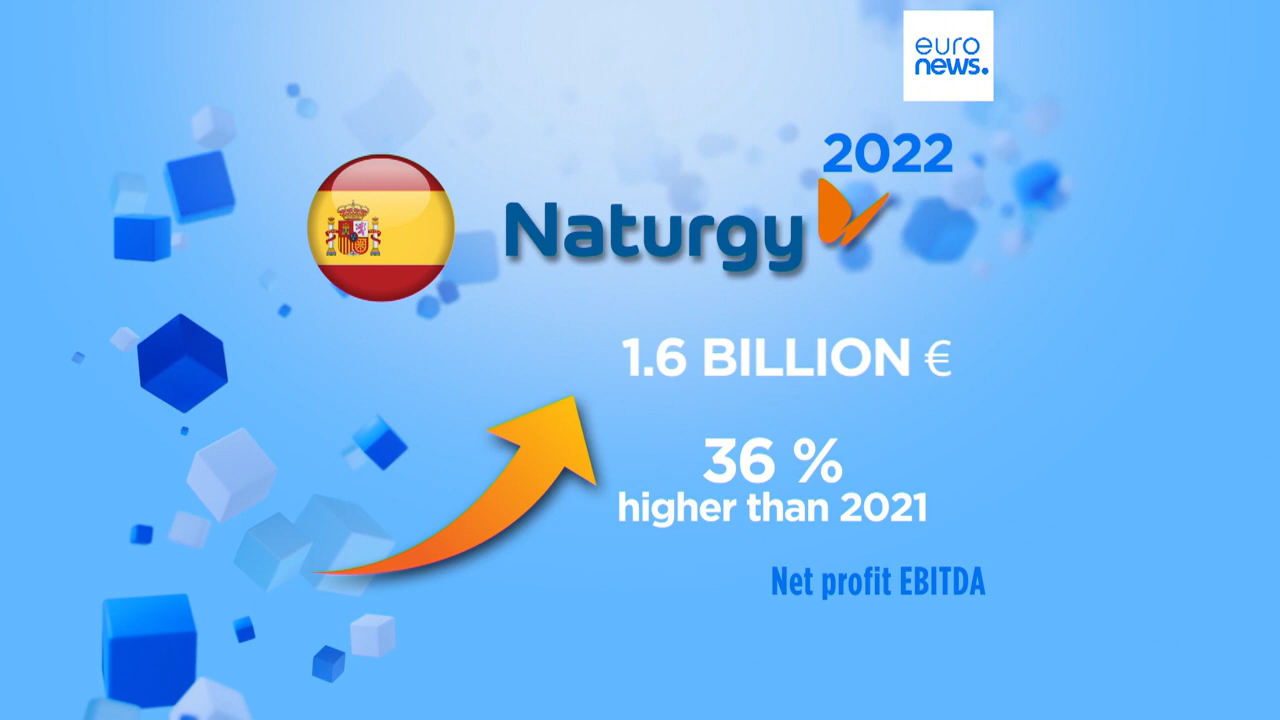 euro
news.
2022
Naturgy
1.6 BILLION €
36 %
higher than 2021
Net profit EBITDA